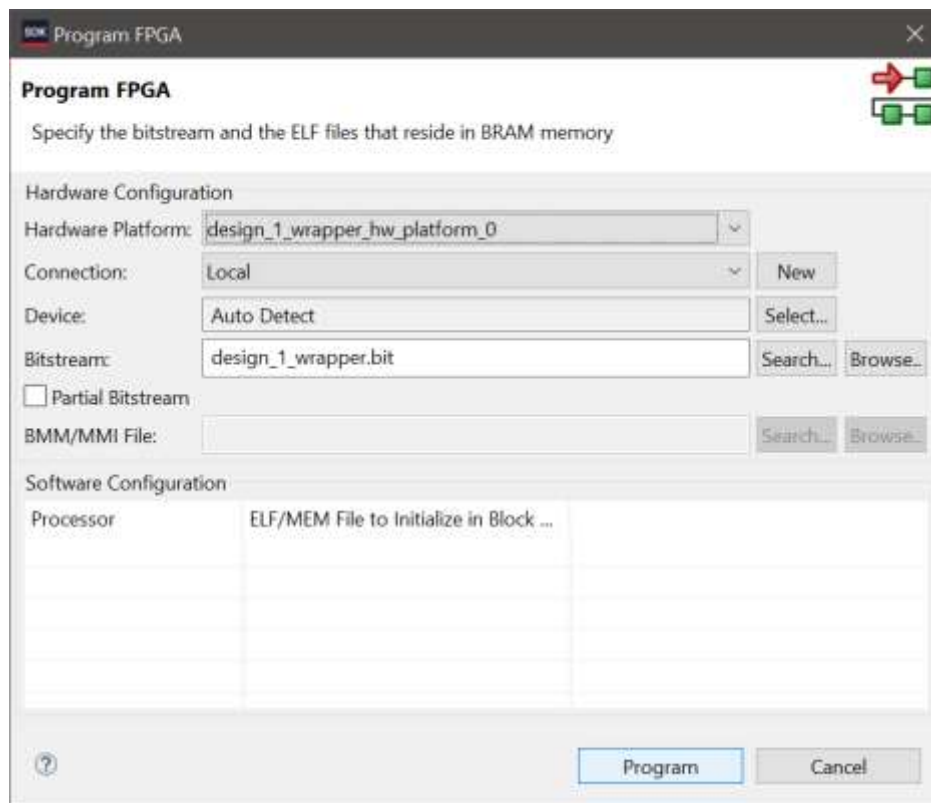 SDK Program FPGA
Program FPGA
Specify the bitstream and the ELF files that reside in BRAM memory
Hardware Configuration
Hardware Platform: design_1_wrapper_hw_platform_0
Connection: Local New
Device: Auto Detect Select...
Bitstream: design_1_wrapper.bit Search... Browse..
Partial Bitstream
BMM/MMI File: Search... Browse..
Software Configuration
Processor ELF/MEM File to Initialize in Block ...
? Program Cancel